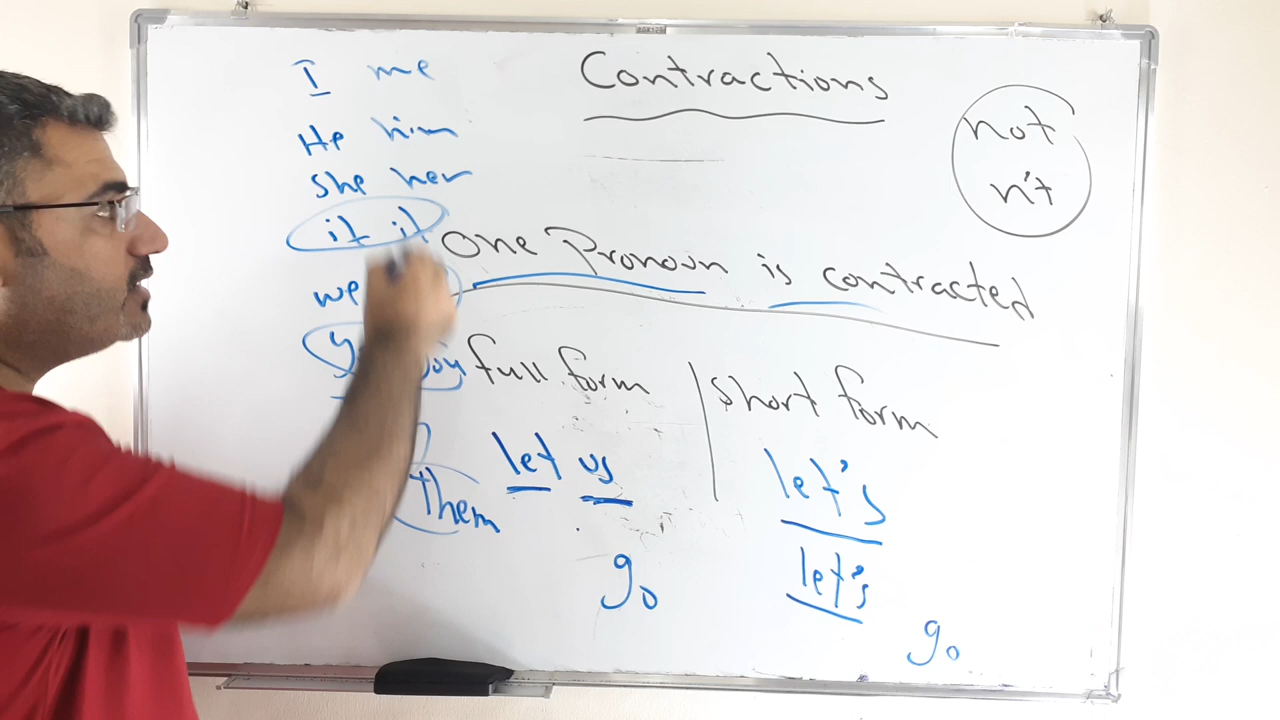 Contractions
not
n't
I me
He him
She her
it it
we
One Pronoun is contracted
full form
short form
them
let us
let's
go
let's
go